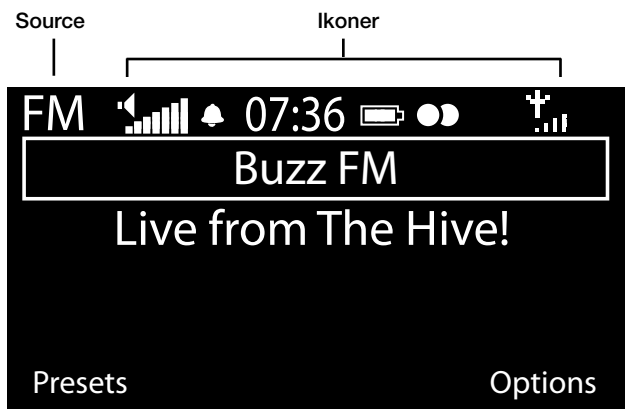 Source Ikoner
FM 07:36
Buzz FM
Live from The Hive!
Presets Options